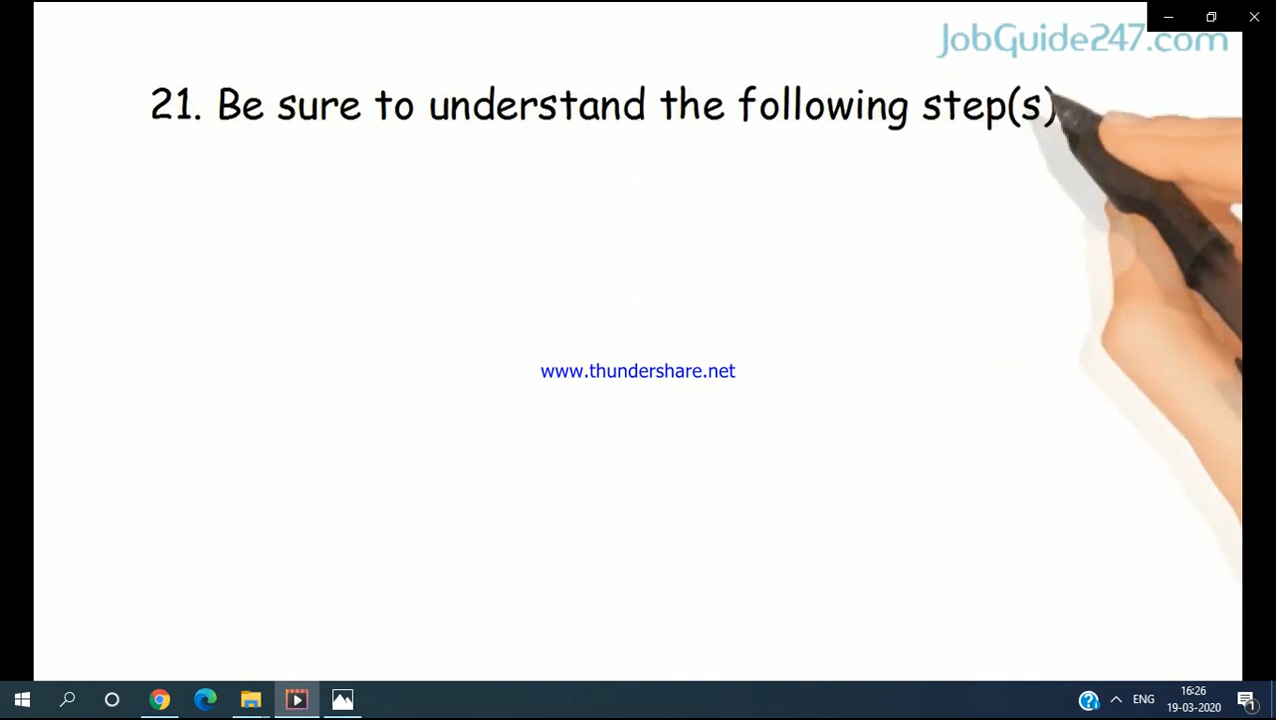 JobGuide247.com
21. Be sure to understand the following step(s)
www.thundershare.net
ENG
16:26
19-03-2020
1